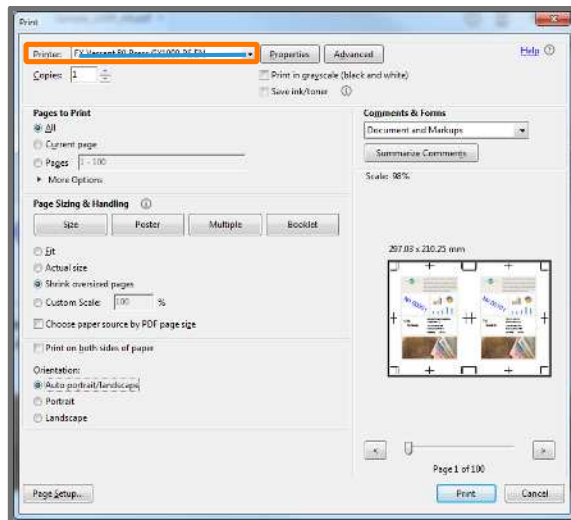 Print
Printer:
Properties
Advanced
Help
Copies: 1
Print in grayscale (black and white)
Save ink/toner
Pages to Print
All
Current page
Pages 1 - 100
More Options
Comments & Forms
Document and Markups
Summarize Comments
Scale: 98%
Page Sizing & Handling
Size Poster Multiple Booklet
Fit
Actual size
Shrink oversized pages
Custom Scale: 100 %
Choose paper source by PDF page size
Print on both sides of paper
Orientation:
Auto portrait/landscape
Portrait
Landscape
297.03 x 210.25 mm
< >
Page 1 of 100
Page Setup...
Print
Cancel